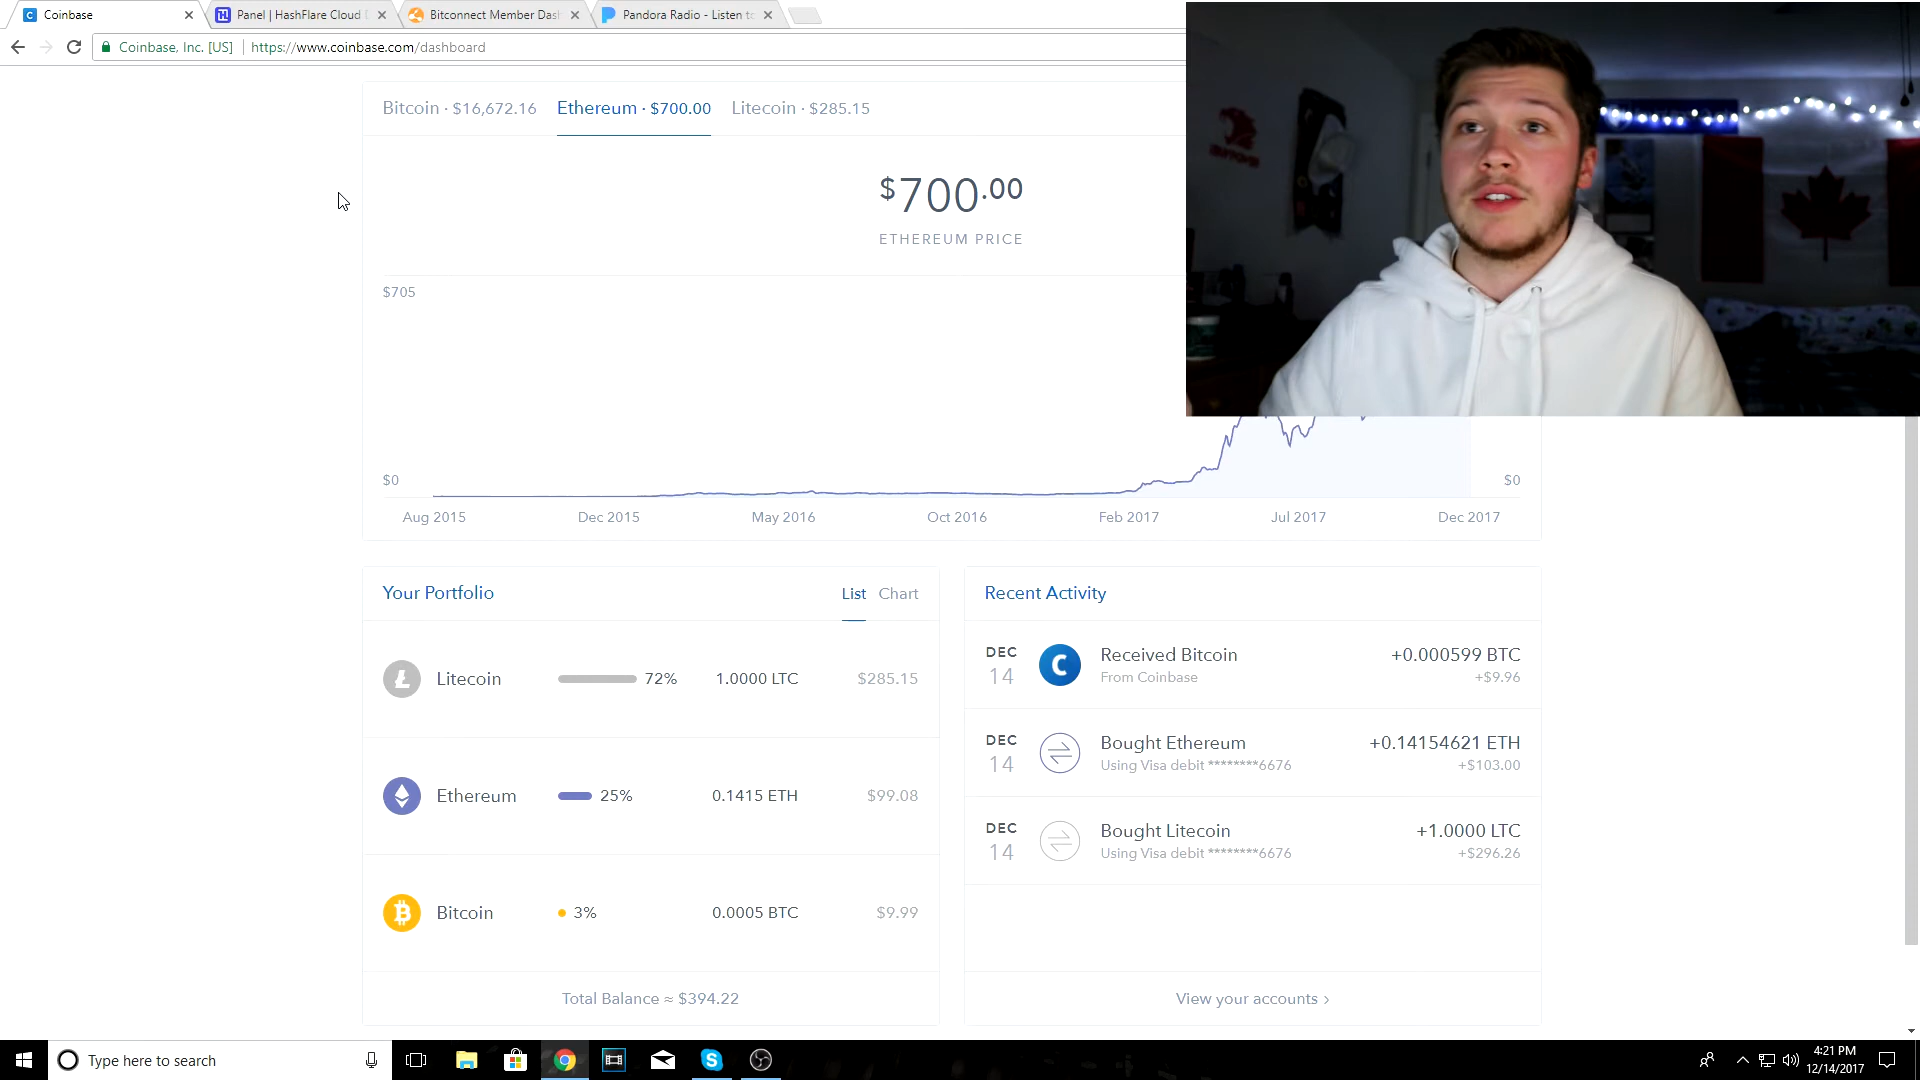 Coinbase
Panel | HashFlare Cloud
Bitconnect Member Das
Pandora Radio - Listen to
Coinbase, Inc. [US]
https://www.coinbase.com/dashboard
Bitcoin · $16,672.16
Ethereum · $700.00
Litecoin · $285.15
$700.00
ETHEREUM PRICE
$705
$0
$0
Aug 2015
Dec 2015
May 2016
Oct 2016
Feb 2017
Jul 2017
Dec 2017
Your Portfolio
List
Chart
Litecoin
72%
1.0000 LTC
$285.15
Ethereum
25%
0.1415 ETH
$99.08
Bitcoin
3%
0.0005 BTC
$9.99
Total Balance ≈ $394.22
Recent Activity
DEC
14
Received Bitcoin
From Coinbase
+0.000599 BTC
+$9.96
DEC
14
Bought Ethereum
Using Visa debit ********6676
+0.14154621 ETH
+$103.00
DEC
14
Bought Litecoin
Using Visa debit ********6676
+1.0000 LTC
+$296.26
View your accounts ›
Type here to search
4:21 PM
12/14/2017